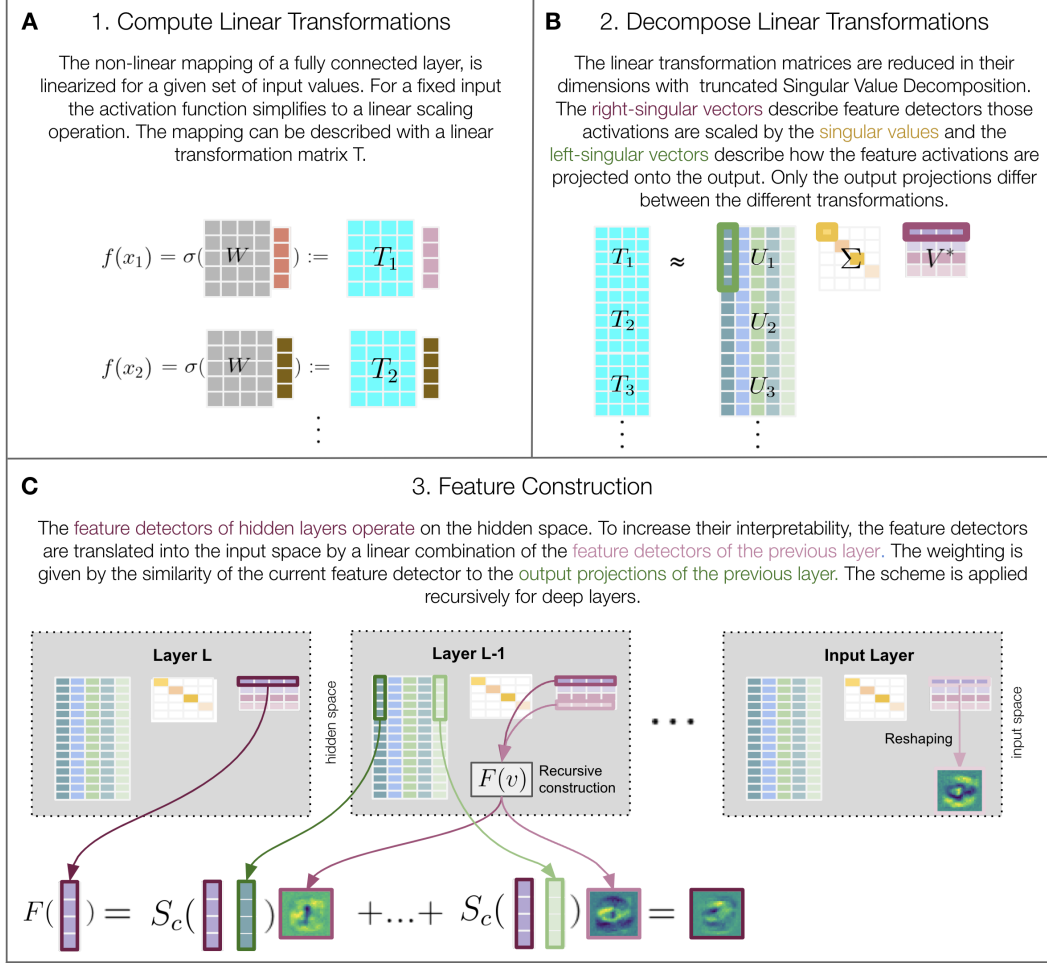 A 1. Compute Linear Transformations
The non-linear mapping of a fully connected layer, is
linearized for a given set of input values. For a fixed input
the activation function simplifies to a linear scaling
operation. The mapping can be described with a linear
transformation matrix T.
f(x₁) = σ( W ) := T₁
f(x₂) = σ( W ) := T₂
⋮
B 2. Decompose Linear Transformations
The linear transformation matrices are reduced in their
dimensions with truncated Singular Value Decomposition.
The right-singular vectors describe feature detectors those
activations are scaled by the singular values and the
left-singular vectors describe how the feature activations are
projected onto the output. Only the output projections differ
between the different transformations.
T₁ ≈ U₁ Σ V*
T₂ U₂
T₃ U₃
⋮ ⋮
C 3. Feature Construction
The feature detectors of hidden layers operate on the hidden space. To increase their interpretability, the feature detectors
are translated into the input space by a linear combination of the feature detectors of the previous layer. The weighting is
given by the similarity of the current feature detector to the output projections of the previous layer. The scheme is applied
recursively for deep layers.
Layer L
hidden space
Layer L-1
F(v)
Recursive
construction
...
Input Layer
Reshaping
input space
F( ) = S_c( ) +...+ S_c( ) =